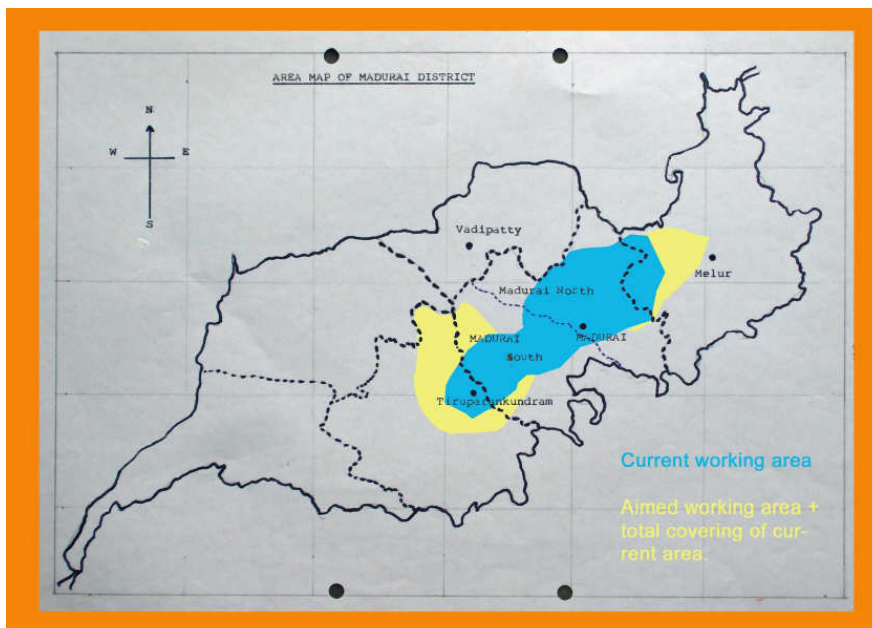 AREA MAP OF MADURAI DISTRICT
N
W E
S
Vadipatty
Melur
Madurai North
MADURAI MADURAI
South
Tiruparankundram
Current working area
Aimed working area +
total covering of cur-
rent area.